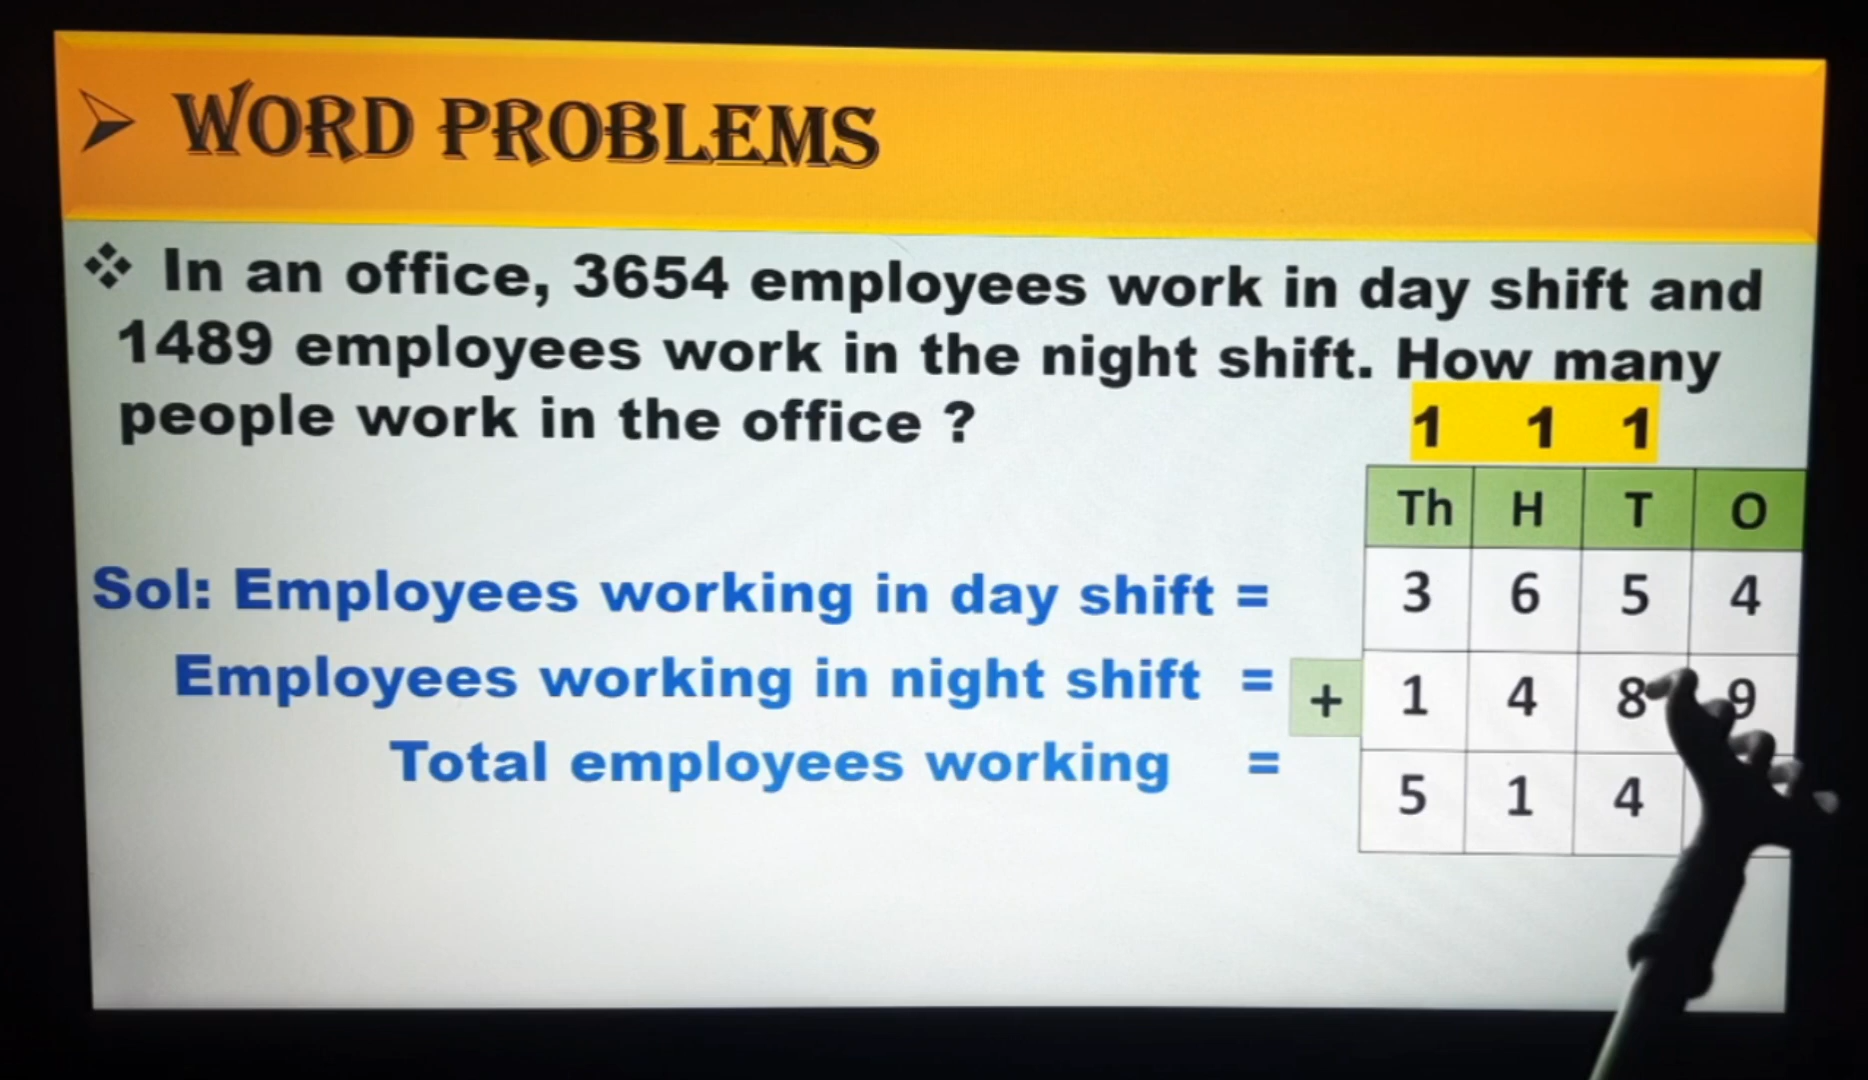 WORD PROBLEMS
In an office, 3654 employees work in day shift and
1489 employees work in the night shift. How many
people work in the office ?
1 1 1
Th H T O
Sol: Employees working in day shift = 3 6 5 4
Employees working in night shift = + 1 4 8 9
Total employees working = 5 1 4